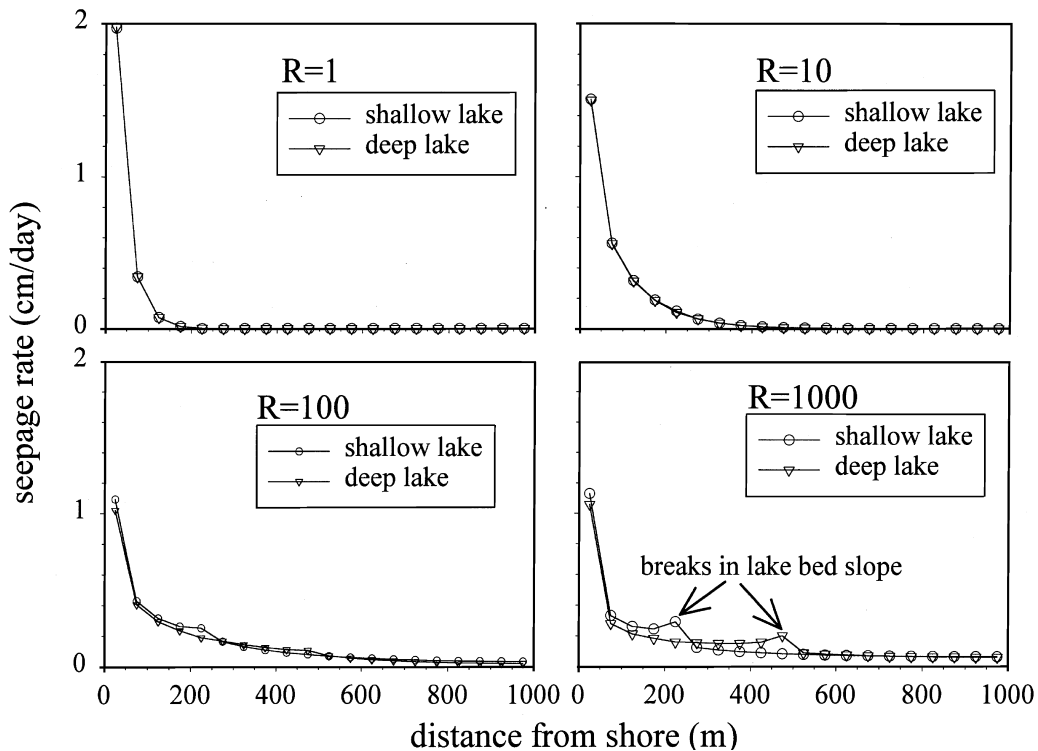 2
R=1
shallow lake
deep lake
1
0
R=10
shallow lake
deep lake
seepage rate (cm/day)
2
R=100
shallow lake
deep lake
1
0
0 200 400 600 800 1000
R=1000
shallow lake
deep lake
breaks in lake bed slope
0 200 400 600 800 1000
distance from shore (m)